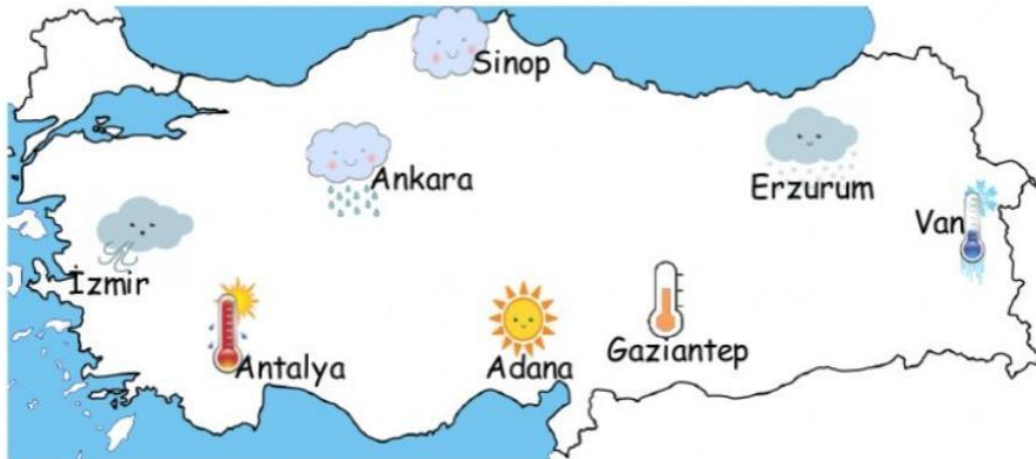 Sinop
Ankara
Erzurum
Van
İzmir
Gaziantep
Antalya
Adana